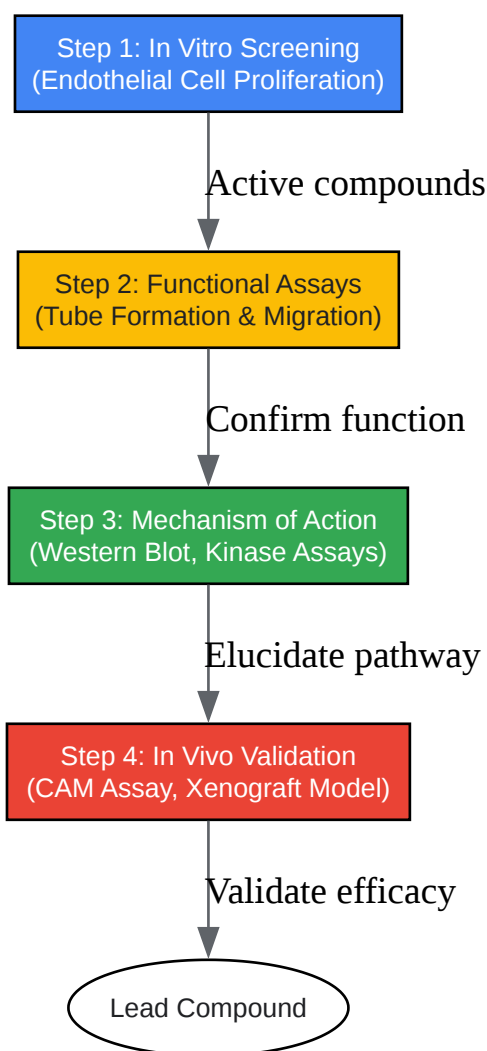 Step 1: In Vitro Screening
(Endothelial Cell Proliferation)
Active compounds
Step 2: Functional Assays
(Tube Formation & Migration)
Confirm function
Step 3: Mechanism of Action
(Western Blot, Kinase Assays)
Elucidate pathway
Step 4: In Vivo Validation
(CAM Assay, Xenograft Model)
Validate efficacy
Lead Compound